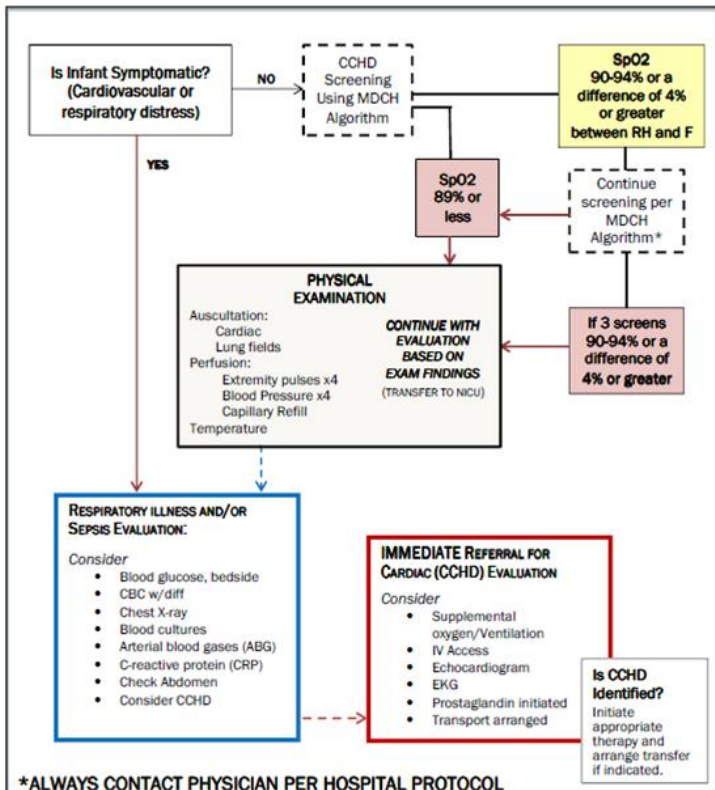 Is Infant Symptomatic?
(Cardiovascular or
respiratory distress)
NO
CCHD
Screening
Using MDCH
Algorithm
SpO2
90-94% or a
difference of 4%
or greater
between RH and F
YES
SpO2
89% or
less
Continue
screening per
MDCH
Algorithm*
PHYSICAL
EXAMINATION
Auscultation:
Cardiac
Lung fields
Perfusion:
Extremity pulses x4
Blood Pressure x4
Capillary Refill
Temperature
CONTINUE WITH
EVALUATION
BASED ON
EXAM FINDINGS
(TRANSFER TO NICU)
If 3 screens
90-94% or a
difference of
4% or greater
RESPIRATORY ILLNESS AND/OR
SEPSIS EVALUATION:
Consider
• Blood glucose, bedside
• CBC w/diff
• Chest X-ray
• Blood cultures
• Arterial blood gases (ABG)
• C-reactive protein (CRP)
• Check Abdomen
• Consider CCHD
IMMEDIATE REFERRAL FOR
CARDIAC (CCHD) EVALUATION
Consider
• Supplemental
oxygen/Ventilation
• IV Access
• Echocardiogram
• EKG
• Prostaglandin initiated
• Transport arranged
Is CCHD
Identified?
Initiate
appropriate
therapy and
arrange transfer
if indicated.
*ALWAYS CONTACT PHYSICIAN PER HOSPITAL PROTOCOL